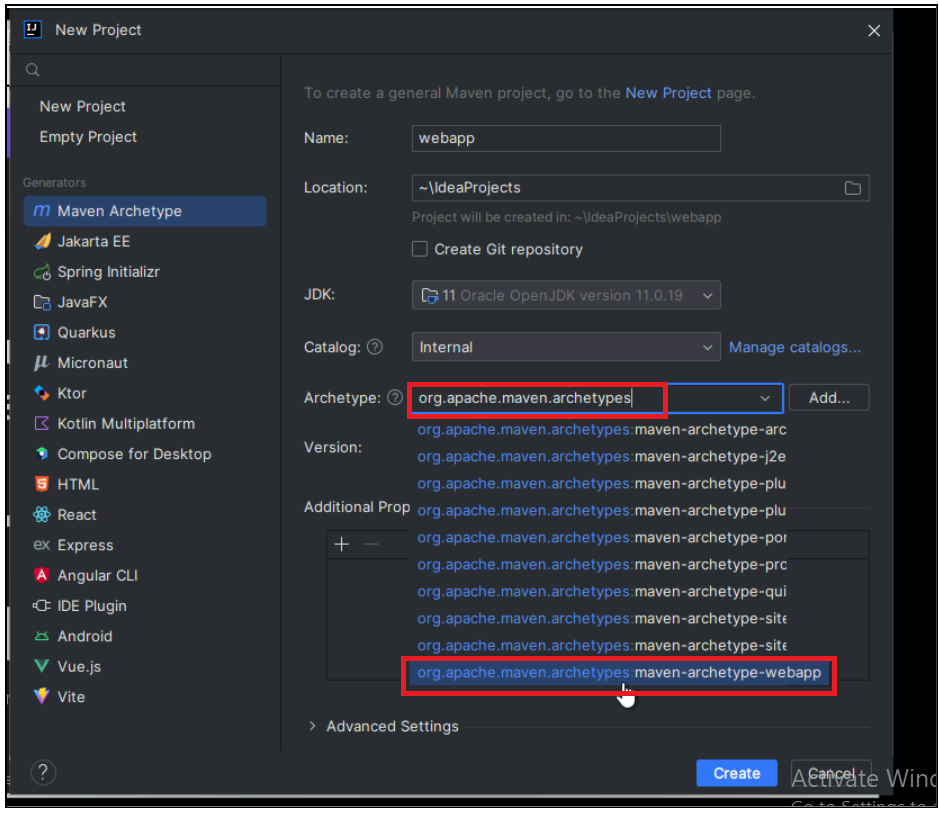 New Project
New Project
Empty Project
Generators
Maven Archetype
Jakarta EE
Spring Initializr
JavaFX
Quarkus
Micronaut
Ktor
Kotlin Multiplatform
Compose for Desktop
HTML
React
Express
Angular CLI
IDE Plugin
Android
Vue.js
Vite
To create a general Maven project, go to the New Project page.
Name: webapp
Location: ~\IdeaProjects
Project will be created in: ~\IdeaProjects\webapp
Create Git repository
JDK: 11 Oracle OpenJDK version 11.0.19
Catalog: ? Internal Manage catalogs...
Archetype: ? org.apache.maven.archetypes Add...
org.apache.maven.archetypes:maven-archetype-arc
Version:
org.apache.maven.archetypes:maven-archetype-j2e
org.apache.maven.archetypes:maven-archetype-plu
Additional Prop
org.apache.maven.archetypes:maven-archetype-plu
org.apache.maven.archetypes:maven-archetype-por
org.apache.maven.archetypes:maven-archetype-pro
org.apache.maven.archetypes:maven-archetype-qui
org.apache.maven.archetypes:maven-archetype-site
org.apache.maven.archetypes:maven-archetype-site
org.apache.maven.archetypes:maven-archetype-webapp
Advanced Settings
? Create Cancel
Activate Winc